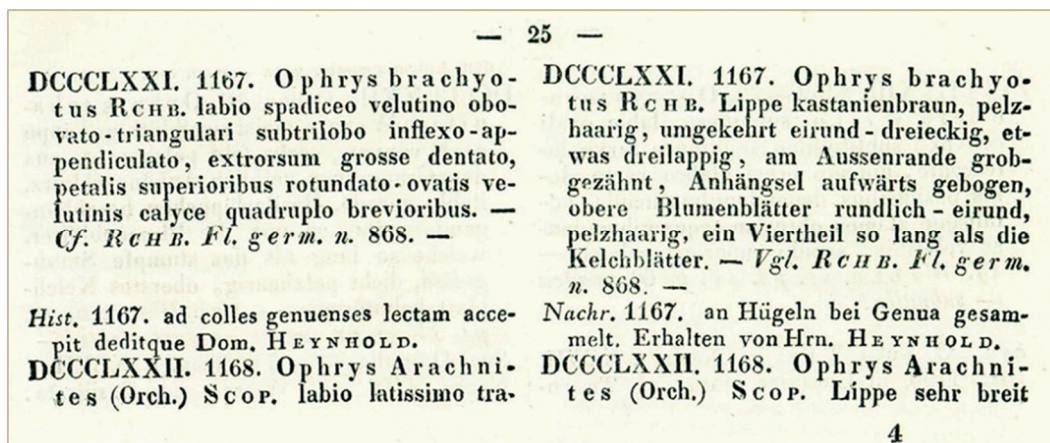 — 25 —
DCCCLXXI. 1167. Ophrys brachyo-
tus RCHB. labio spadiceo velutino obo-
vato-triangulari subtrilobo inflexo-ap-
pendiculato, extrorsum grosse dentato,
petalis superioribus rotundato-ovatis ve-
lutinis calyce quadruplo brevioribus. —
Cf. RCHB. Fl. germ. n. 868. —
Hist. 1167. ad colles genuenses lectam acce-
pit deditque Dom. HEYNHOLD.
DCCCLXXII. 1168. Ophrys Arachni-
tes (Orch.) SCOP. labio latissimo tra-
DCCCLXXI. 1167. Ophrys brachyo-
tus RCHB. Lippe kastanienbraun, pelz-
haarig, umgekehrt eirund-dreieckig, et-
was dreilappig, am Aussenrande grob-
gezähnt, Anhängsel aufwärts gebogen,
obere Blumenblätter rundlich-eirund,
pelzhaarig, ein Viertheil so lang als die
Kelchblätter. — Vgl. RCHB. Fl. germ.
n. 868. —
Nachr. 1167. an Hügeln bei Genua gesam-
melt. Erhalten von Hrn. HEYNHOLD.
DCCCLXXII. 1168. Ophrys Arachni-
tes (Orch.) SCOP. Lippe sehr breit
4